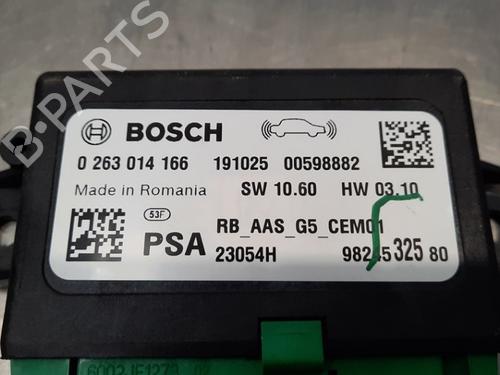 B-PARTS
BOSCH
0 263 014 166 191025 00598882
Made in Romania SW 10.60 HW 03.10
53F
PSA RB_AAS_G5_CEM01
23054H 98245 325 80